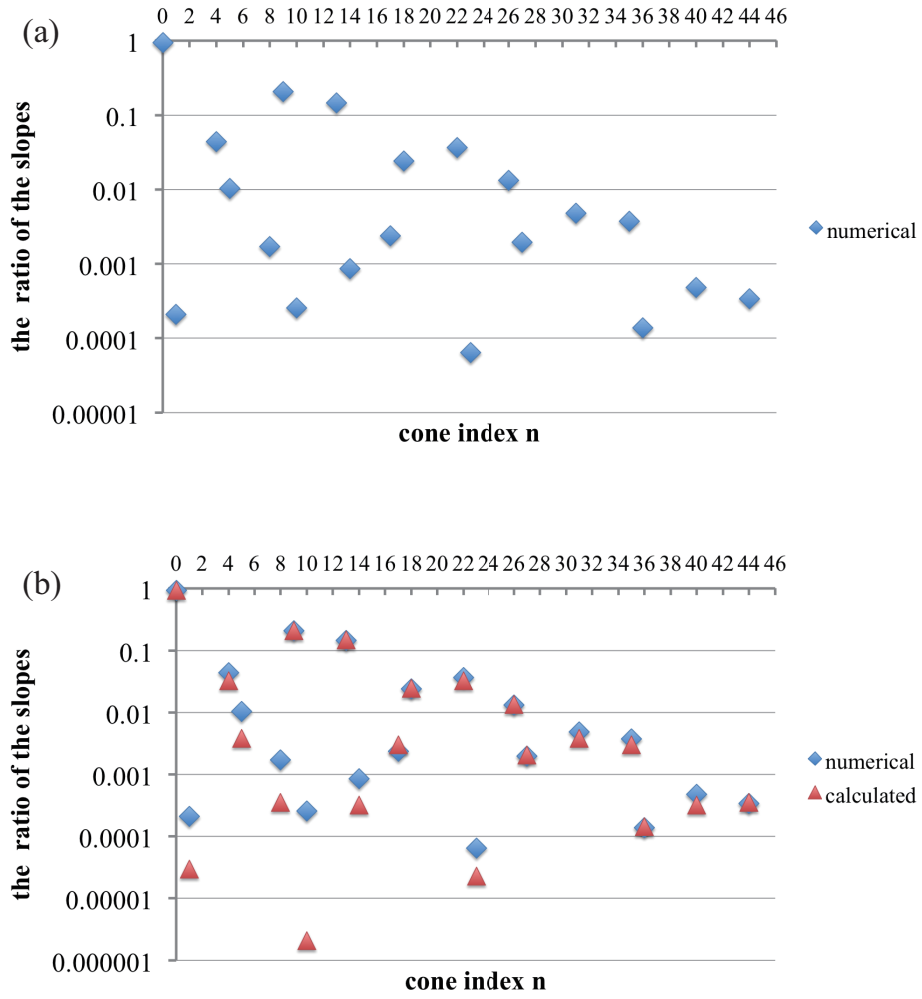 (a)
0 2 4 6 8 10 12 14 16 18 20 22 24 26 28 30 32 34 36 38 40 42 44 46
1
0.1
0.01
0.001
0.0001
0.00001
the ratio of the slopes
cone index n
numerical
(b)
0 2 4 6 8 10 12 14 16 18 20 22 24 26 28 30 32 34 36 38 40 42 44 46
1
0.1
0.01
0.001
0.0001
0.00001
0.000001
the ratio of the slopes
cone index n
numerical
calculated